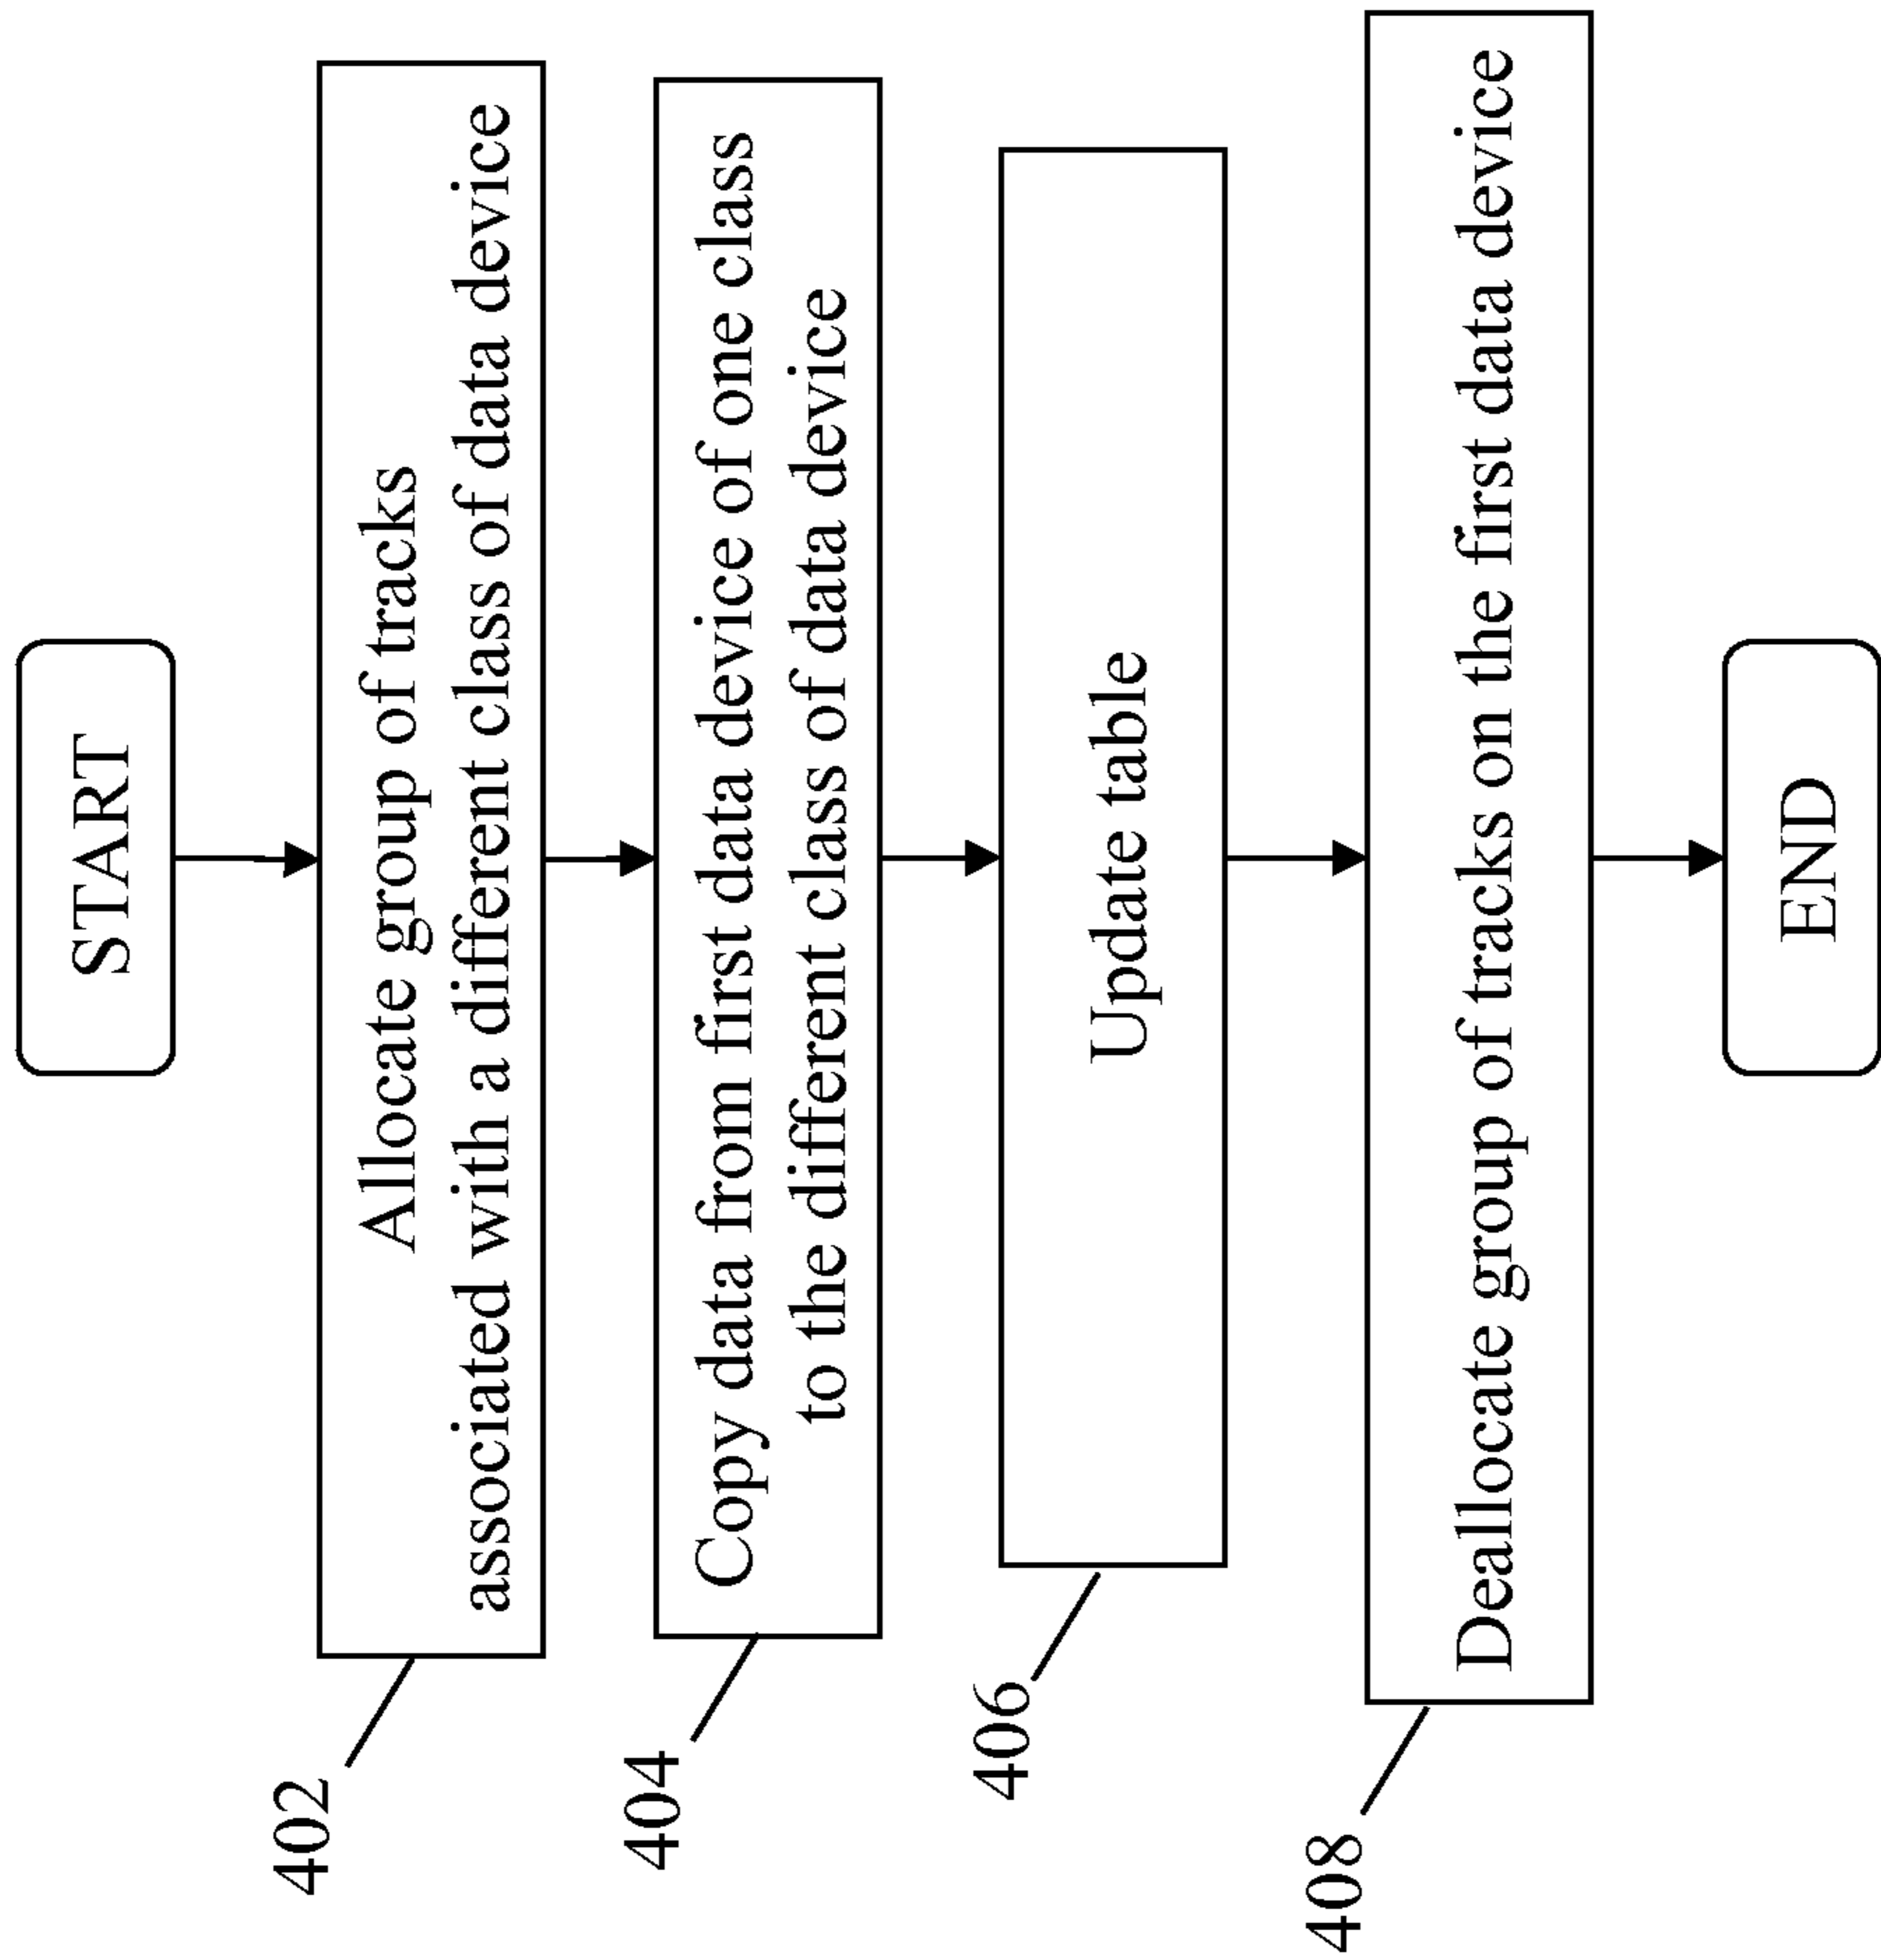 START
402
Allocate group of tracks
associated with a different class of data device
404
Copy data from first data device of one class
to the different class of data device
406
Update table
408
Deallocate group of tracks on the first data device
END